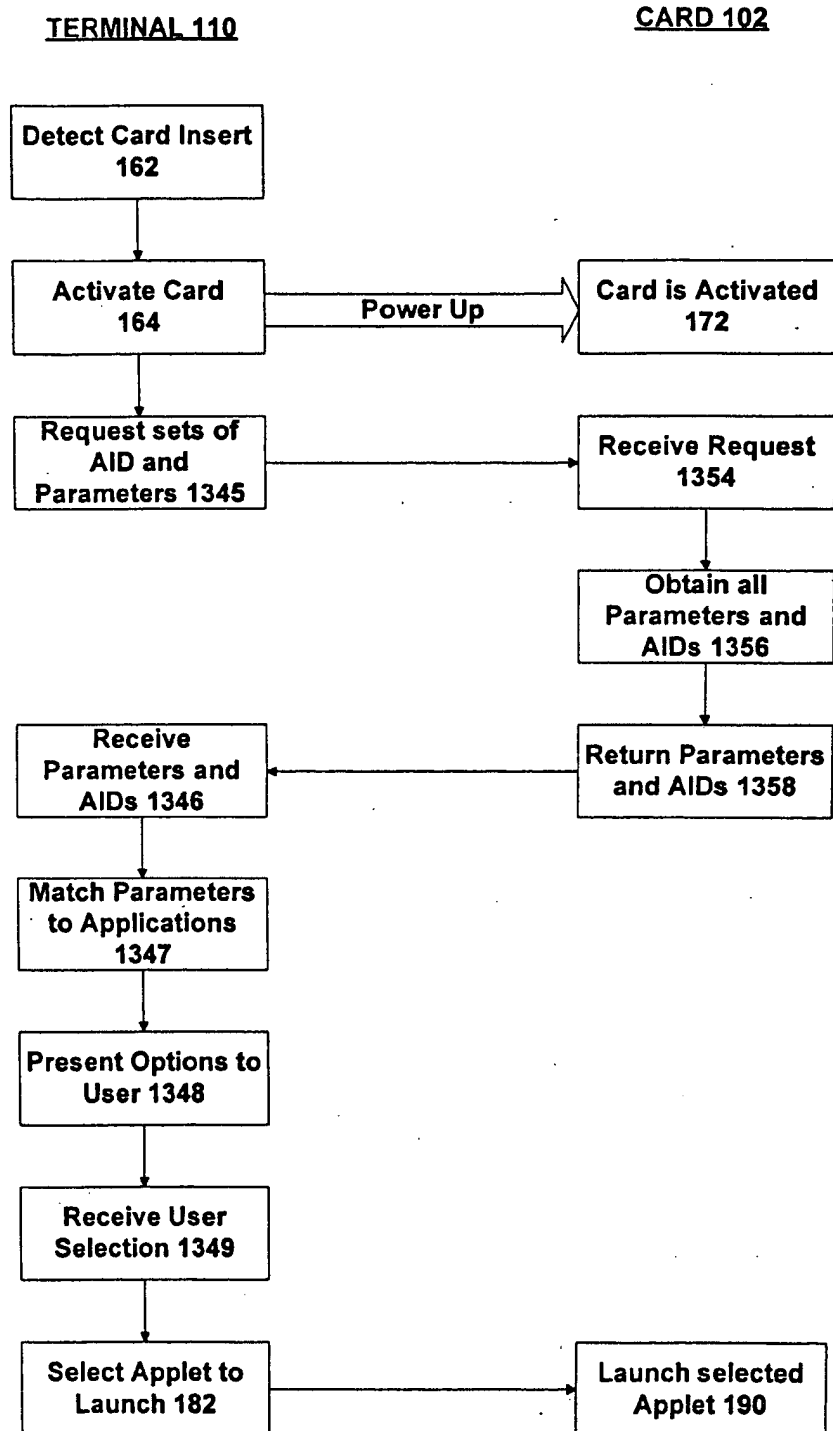 TERMINAL 110
CARD 102
Detect Card Insert
162
Activate Card
164
Power Up
Card is Activated
172
Request sets of
AID and
Parameters 1345
Receive Request
1354
Obtain all
Parameters and
AIDs 1356
Receive
Parameters and
AIDs 1346
Return Parameters
and AIDs 1358
Match Parameters
to Applications
1347
Present Options to
User 1348
Receive User
Selection 1349
Select Applet to
Launch 182
Launch selected
Applet 190